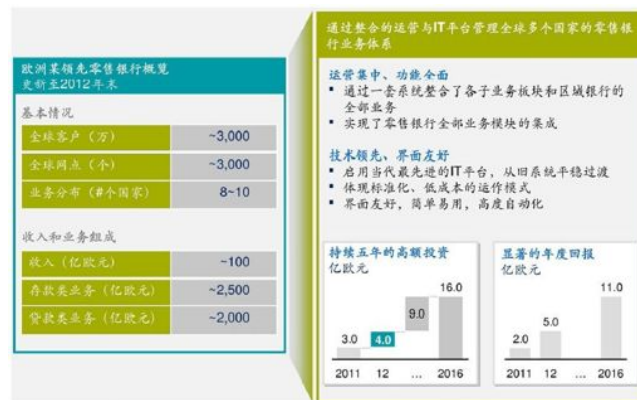 欧洲某领先零售银行概览
更新至2012年末
基本情况
全球客户（万） ~3,000
全球网点（个） ~3,000
业务分布（#个国家） 8~10
收入和业务组成
收入（亿欧元） ~100
存款类业务（亿欧元） ~2,500
贷款类业务（亿欧元） ~2,000
通过整合的运营与IT平台管理全球多个国家的零售银
行业务体系
运营集中、功能全面
▪ 通过一套系统整合了各子业务板块和区域银行的
全部业务
▪ 实现了零售银行全部业务模块的集成
技术领先、界面友好
▪ 启用当代最先进的IT平台，从旧系统平稳过渡
▪ 体现标准化、低成本的运作模式
▪ 界面友好，简单易用，高度自动化
持续五年的高额投资
亿欧元
16.0
9.0
3.0 4.0
2011 12 ... 2016
显著的年度回报
亿欧元
11.0
5.0
2.0
2011 12 ... 2016